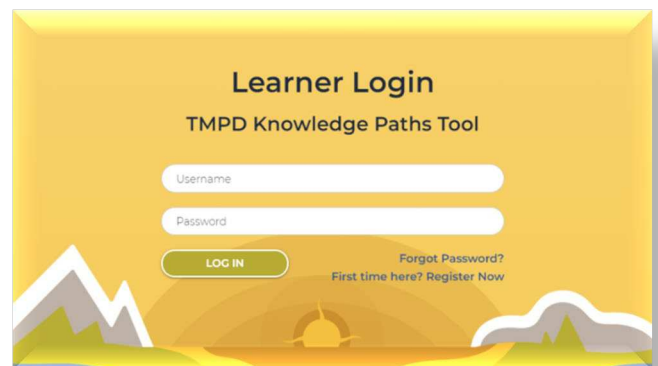 Learner Login
TMPD Knowledge Paths Tool
Username
Password
LOG IN
Forgot Password?
First time here? Register Now